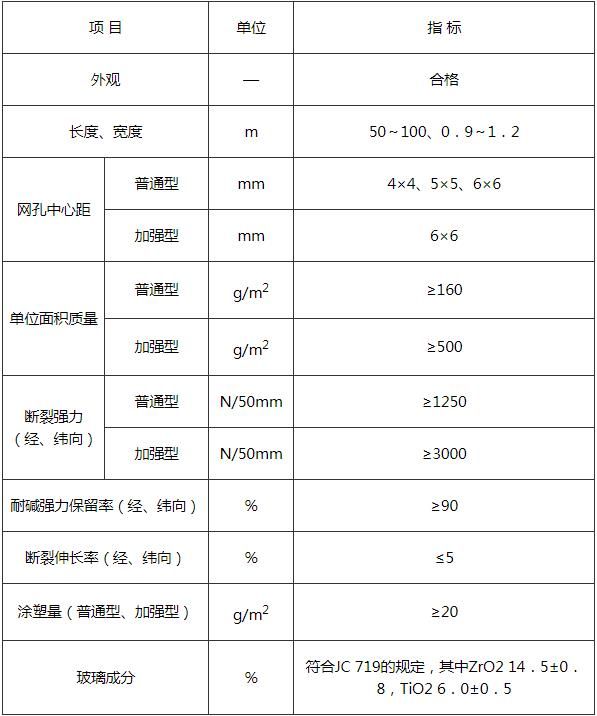 项 目 单位 指 标
外观 — 合格
长度、宽度 m 50～100、0．9～1．2
网孔中心距 普通型 mm 4×4、5×5、6×6
加强型 mm 6×6
单位面积质量 普通型 g/m² ≥160
加强型 g/m² ≥500
断裂强力
（经、纬向） 普通型 N/50mm ≥1250
加强型 N/50mm ≥3000
耐碱强力保留率（经、纬向） % ≥90
断裂伸长率（经、纬向） % ≤5
涂塑量（普通型、加强型） g/m² ≥20
玻璃成分 % 符合JC 719的规定，其中ZrO2 14．5±0．
8，TiO2 6．0±0．5